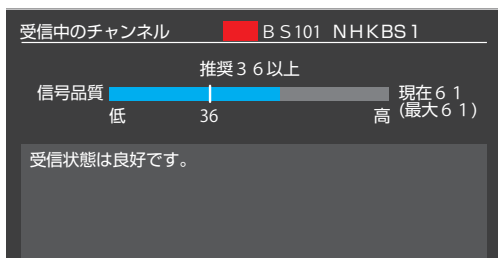 受信中のチャンネル ＢＳ101 NHKBS１
推奨３６以上
信号品質 現在６１
低 36 高 (最大６１)
受信状態は良好です。